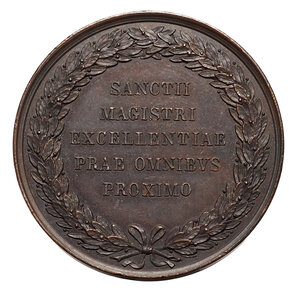 SANCTII
MAGISTRI
EXCELLENTIAE
PRAE OMNIBVS
PROXIMO